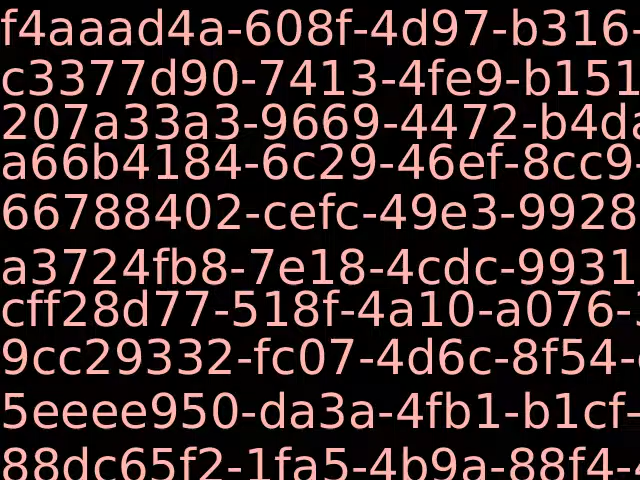 f4aaad4a-608f-4d97-b316-
c3377d90-7413-4fe9-b151
207a33a3-9669-4472-b4da
a66b4184-6c29-46ef-8cc9-
66788402-cefc-49e3-9928
a3724fb8-7e18-4cdc-9931
cff28d77-518f-4a10-a076-3
9cc29332-fc07-4d6c-8f54-
5eeee950-da3a-4fb1-b1cf-
88dc65f2-1fa5-4b9a-88f4-4